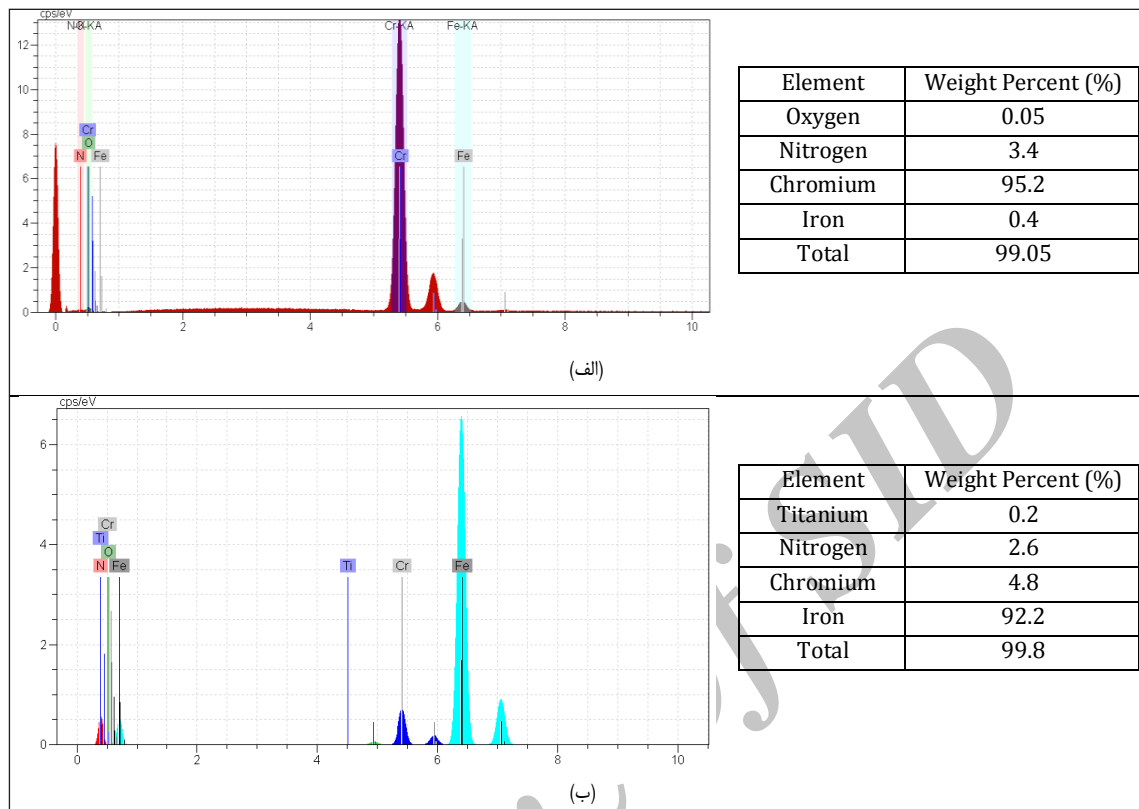 cps/eV
N-KA
Cr-KA
Fe-KA
12
10
8
6
4
2
0
Cr
O
N
Fe
Cr
Fe
0
2
4
6
8
10
(الف)
Element Weight Percent (%)
Oxygen 0.05
Nitrogen 3.4
Chromium 95.2
Iron 0.4
Total 99.05
cps/eV
6
4
2
0
Cr
Ti
O
N
Fe
Ti
Cr
Fe
0
2
4
6
8
10
(ب)
Element Weight Percent (%)
Titanium 0.2
Nitrogen 2.6
Chromium 4.8
Iron 92.2
Total 99.8
SID